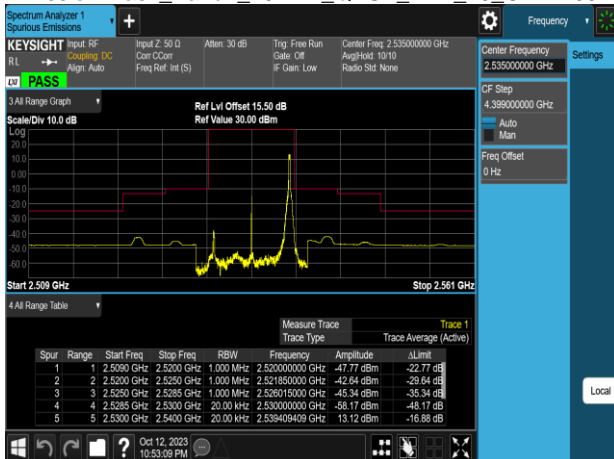 Spectrum Analyzer 1
Spurious Emissions
Frequency
KEYSIGHT Input: RF Input Z: 50 Ω Atten: 30 dB Trig: Free Run Center Freq: 2.535000000 GHz
RL Coupling: DC Corr CCorr Gate: Off Avg|Hold: 10/10
Align: Auto Freq Ref: Int (S) IF Gain: Low Radio Std: None
LXI PASS
Center Frequency
2.535000000 GHz
Settings
CF Step
4.399000000 GHz
Auto
Man
Freq Offset
0 Hz
3 All Range Graph
Ref Lvl Offset 15.50 dB
Scale/Div 10.0 dB Ref Value 30.00 dBm
Log
20.0
10.0
0.00
-10.0
-20.0
-30.0
-40.0
-50.0
-60.0
Start 2.509 GHz Stop 2.561 GHz
4 All Range Table
Measure Trace Trace 1
Trace Type Trace Average (Active)
Spur Range Start Freq Stop Freq RBW Frequency Amplitude ΔLimit
1 1 2.5090 GHz 2.5200 GHz 1.000 MHz 2.520000000 GHz -47.77 dBm -22.77 dB
2 2 2.5200 GHz 2.5250 GHz 1.000 MHz 2.521850000 GHz -42.64 dBm -29.64 dB
3 3 2.5250 GHz 2.5285 GHz 1.000 MHz 2.526015000 GHz -45.34 dBm -35.34 dB
4 4 2.5285 GHz 2.5300 GHz 20.00 kHz 2.530000000 GHz -58.17 dBm -48.17 dB
5 5 2.5300 GHz 2.5400 GHz 20.00 kHz 2.539409409 GHz 13.12 dBm -16.88 dB
Local
?
Oct 12, 2023
10:53:09 PM